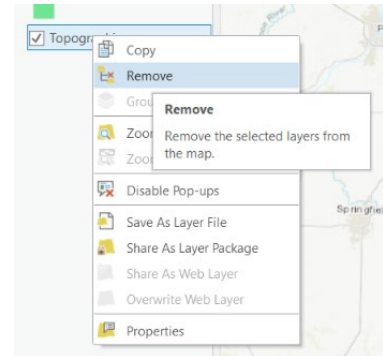 Topogra
Copy
Remove
Grou
Remove
Remove the selected layers from
the map.
Zoo
Zoo
Disable Pop-ups
Springfiel
Save As Layer File
Share As Layer Package
Share As Web Layer
Overwrite Web Layer
Properties